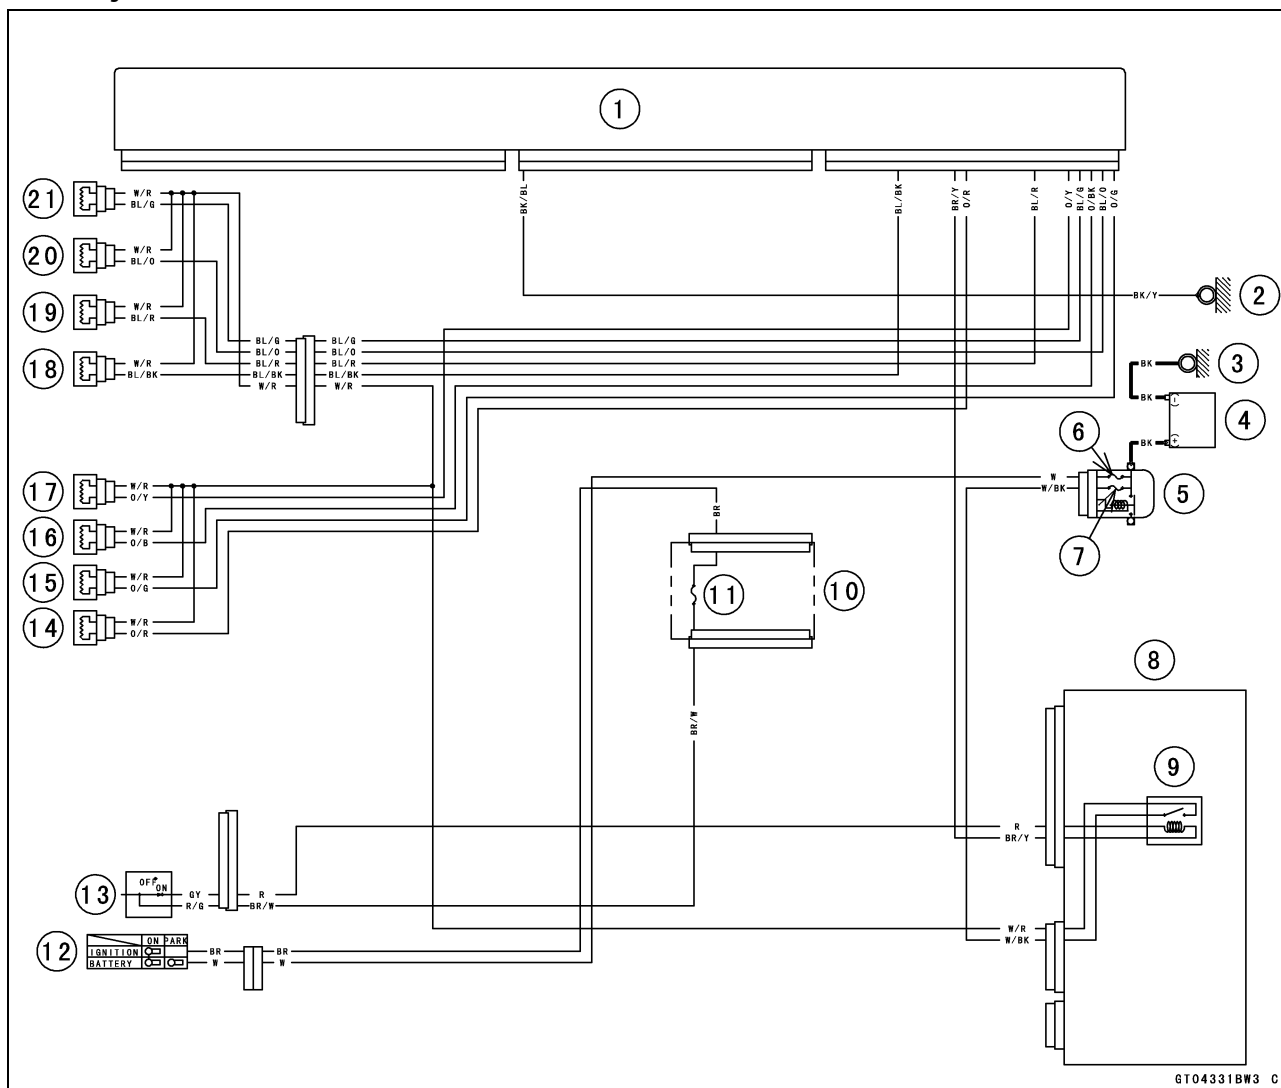 1
21
W/R
BL/G
BK/BL
BL/BK
BR/Y
O/R
BL/R
O/Y
BL/G
O/BK
BL/O
O/G
20
W/R
BL/O
19
W/R
BL/R
BK/Y
2
18
W/R
BL/BK
BL/G
BL/O
BL/R
BL/BK
W/R
BL/G
BL/O
BL/R
BL/BK
W/R
BK
3
BK
-
4
BK
+
6
17
W/R
O/Y
W
W/BK
5
BR
16
W/R
O/B
7
15
W/R
O/G
11
10
14
W/R
O/R
8
BR/W
9
R
BR/Y
13
OFF
ON
GY
R/G
R
BR/W
W/R
W/BK
12
ON PARK
IGNITION
BATTERY
BR
W
BR
W
GT04331BW3 C